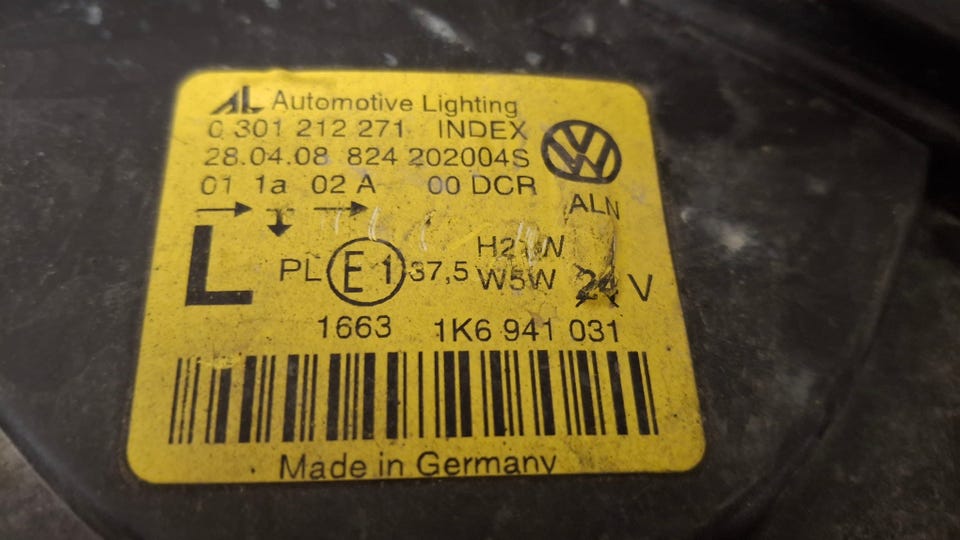 AL Automotive Lighting
0 301 212 271 INDEX
28.04.08 824 202004S
01 1a 02 A 00 DCR
ALN
L PL E 1 37,5
W5W V
1663 1K6 941 031
Made in Germany